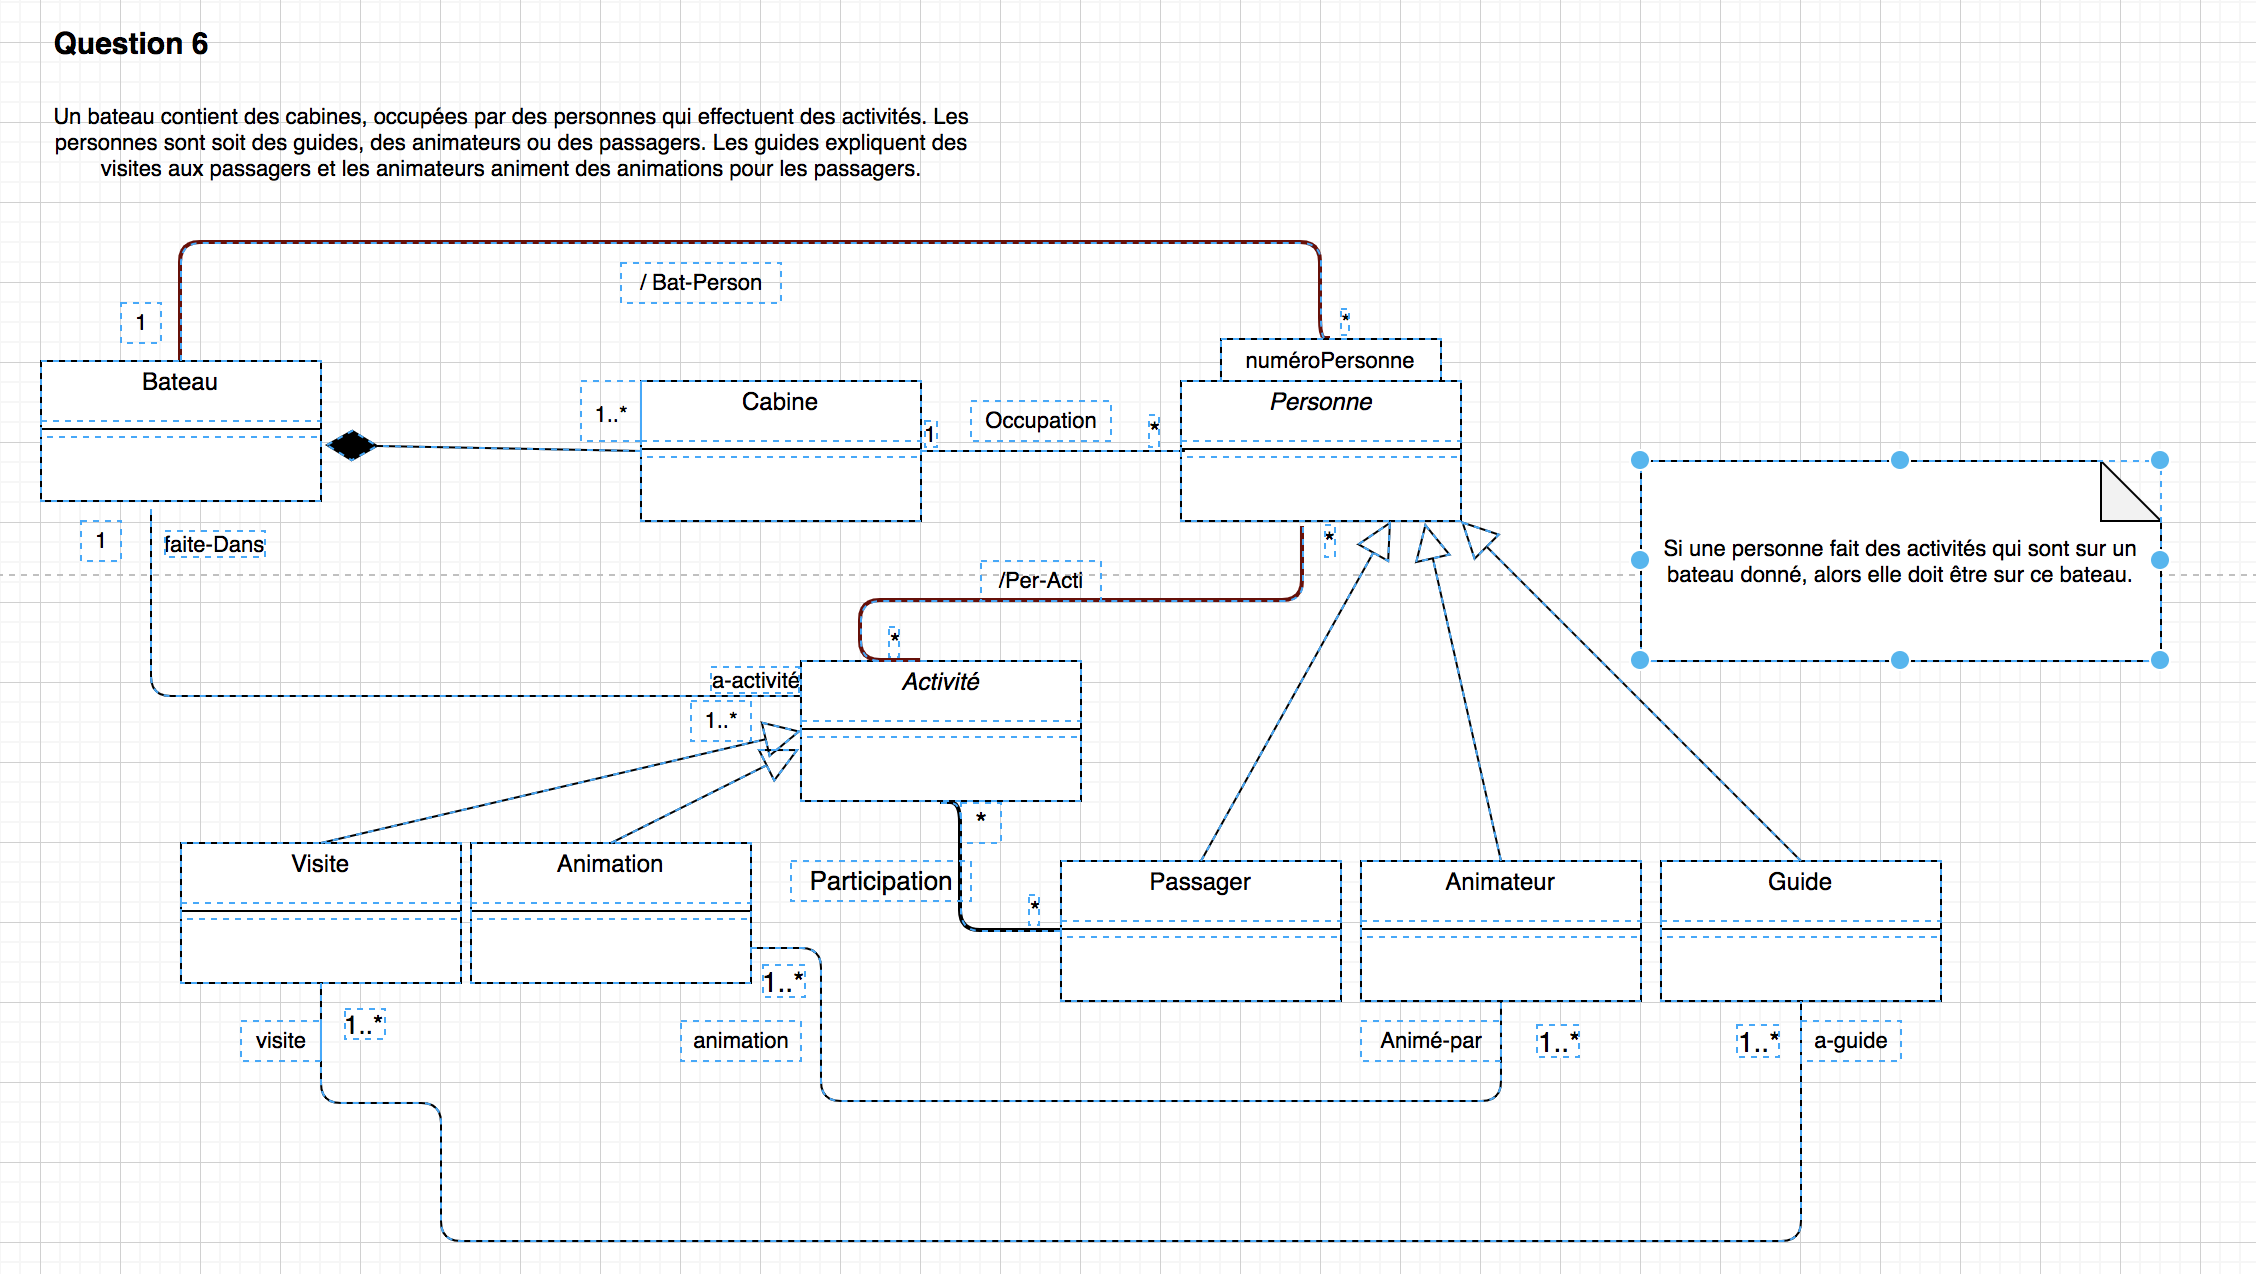 Question 6
Un bateau contient des cabines, occupées par des personnes qui effectuent des activités. Les
personnes sont soit des guides, des animateurs ou des passagers. Les guides expliquent des
visites aux passagers et les animateurs animent des animations pour les passagers.
/ Bat-Person
1
*
numéroPersonne
Bateau
Cabine
Personne
1..*
1
Occupation
*
1
faite-Dans
*
Si une personne fait des activités qui sont sur un
bateau donné, alors elle doit être sur ce bateau.
/Per-Acti
*
a-activité
Activité
1..*
*
Visite
Animation
Participation
Passager
Animateur
Guide
*
1..*
1..*
visite
animation
Animé-par
1..*
1..*
a-guide